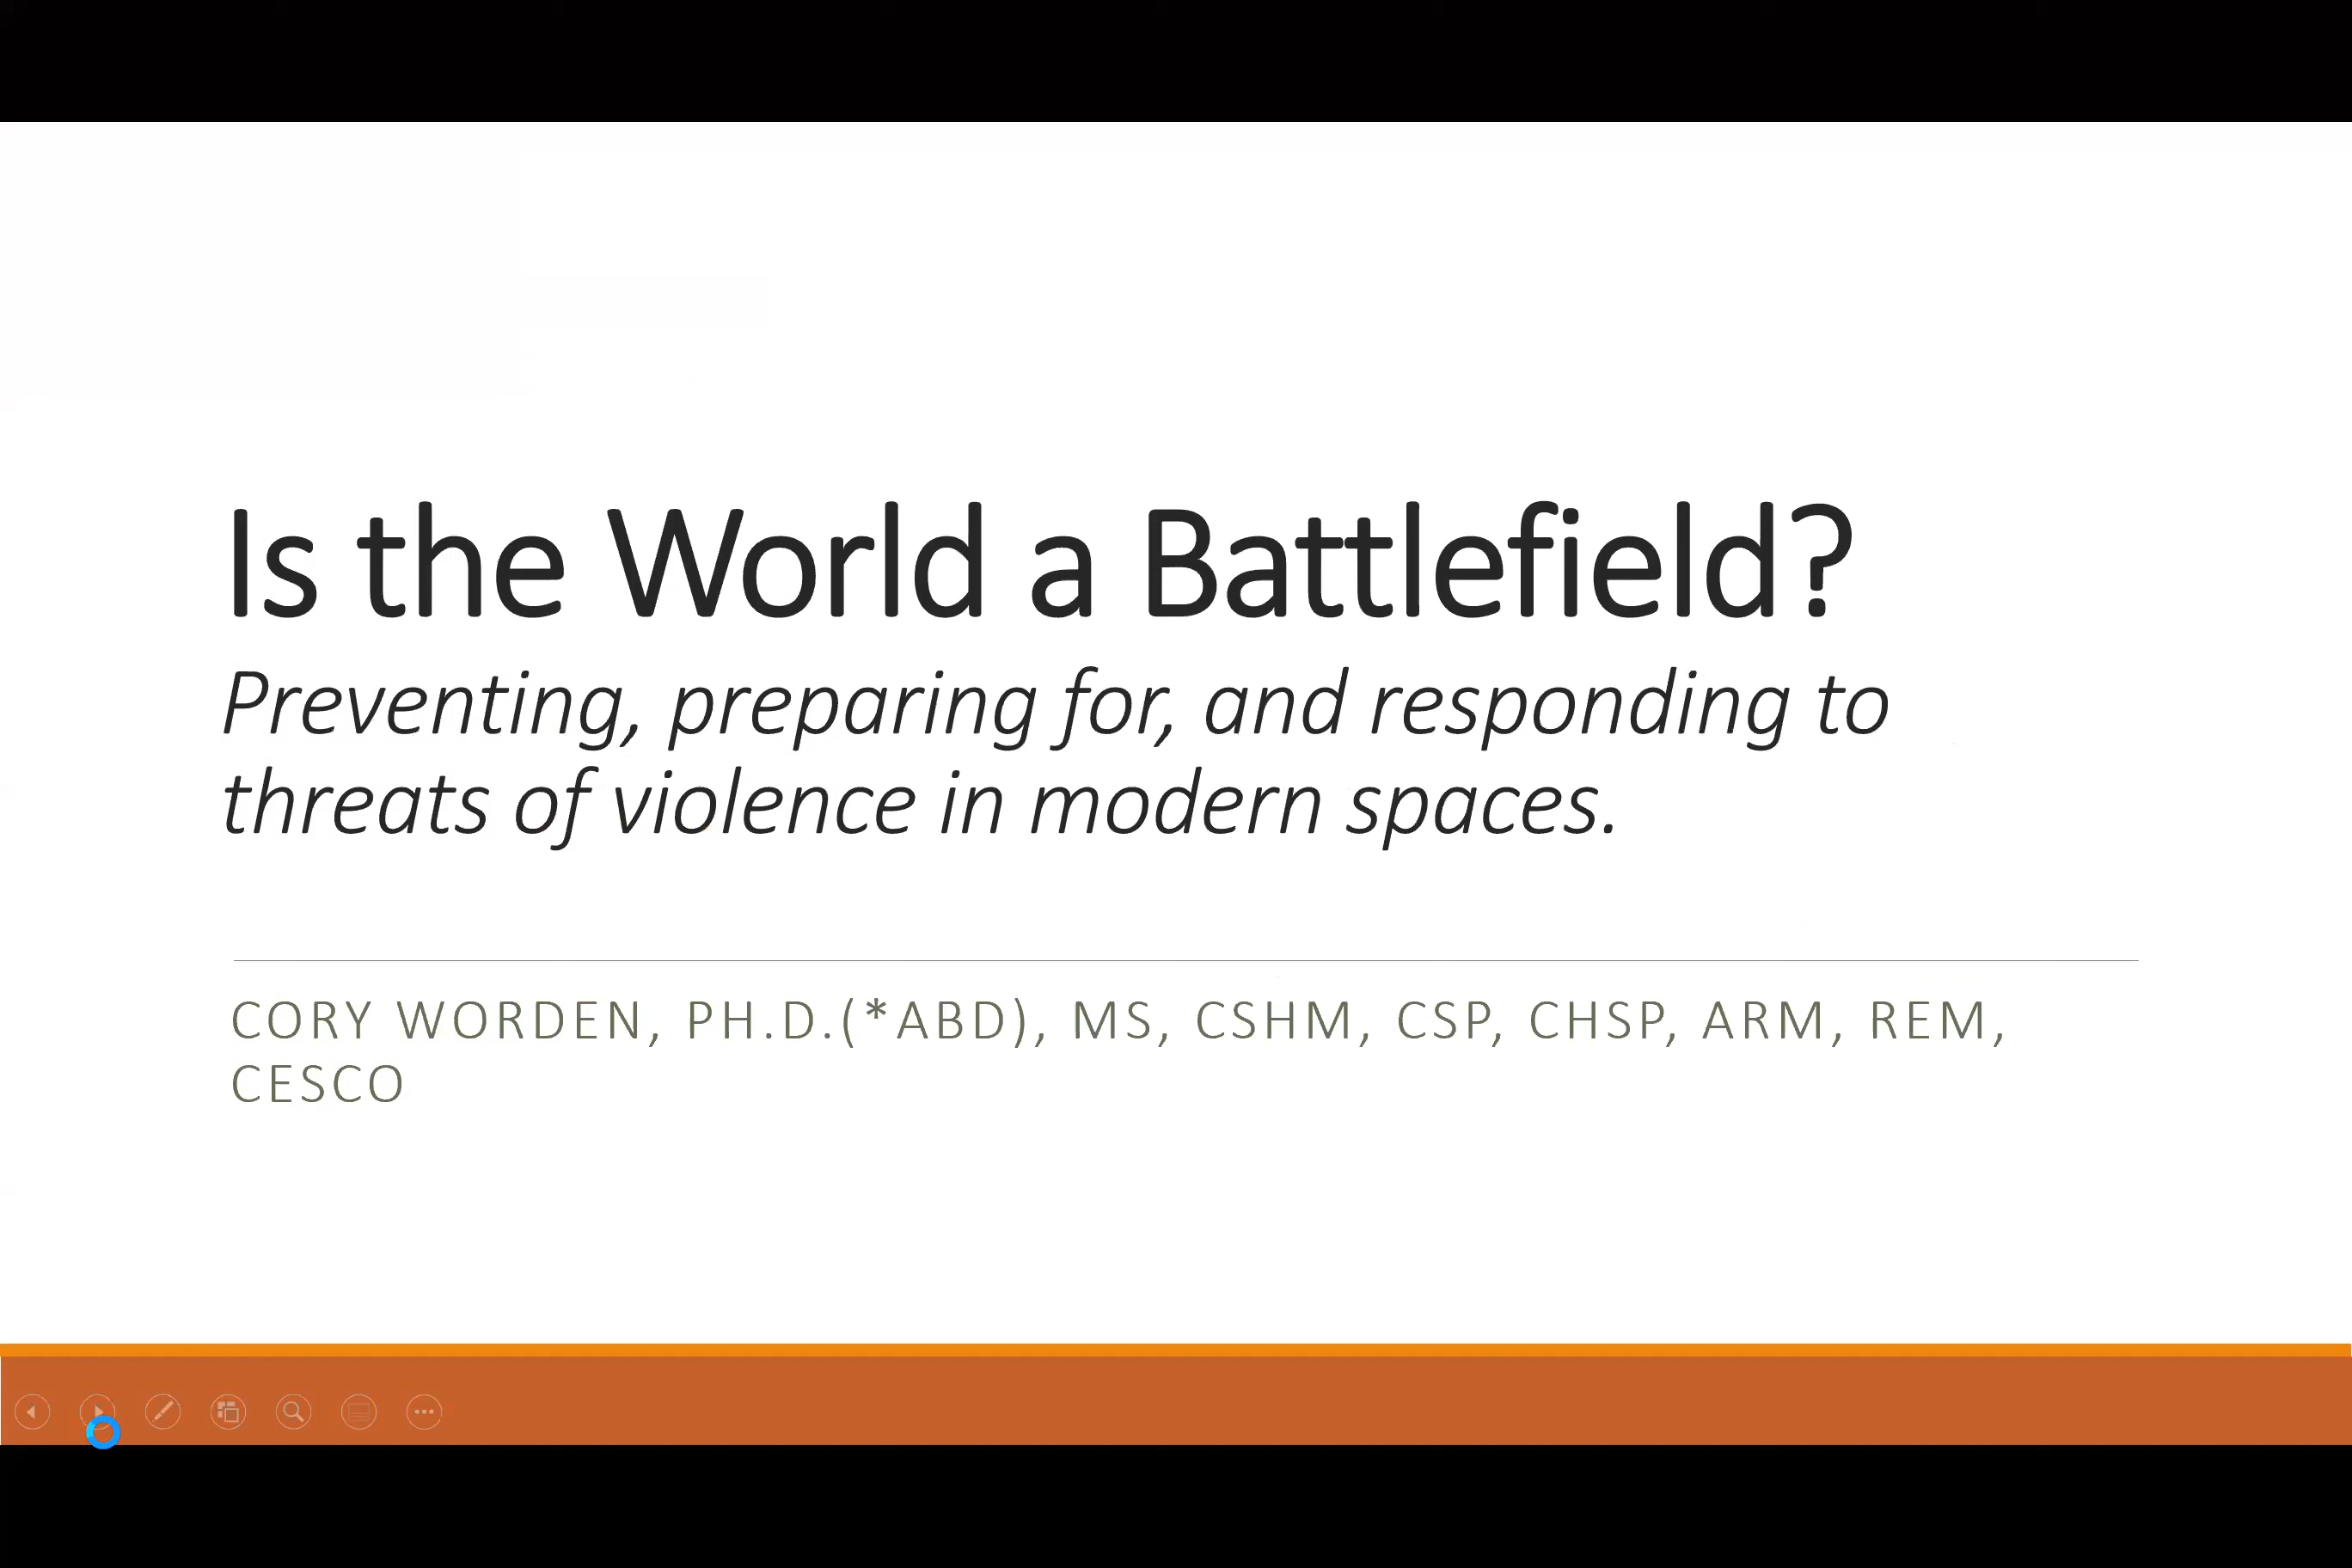 Is the World a Battlefield?
Preventing, preparing for, and responding to
threats of violence in modern spaces.
CORY WORDEN, PH.D.(*ABD), MS, CSHM, CSP, CHSP, ARM, REM,
CESCO